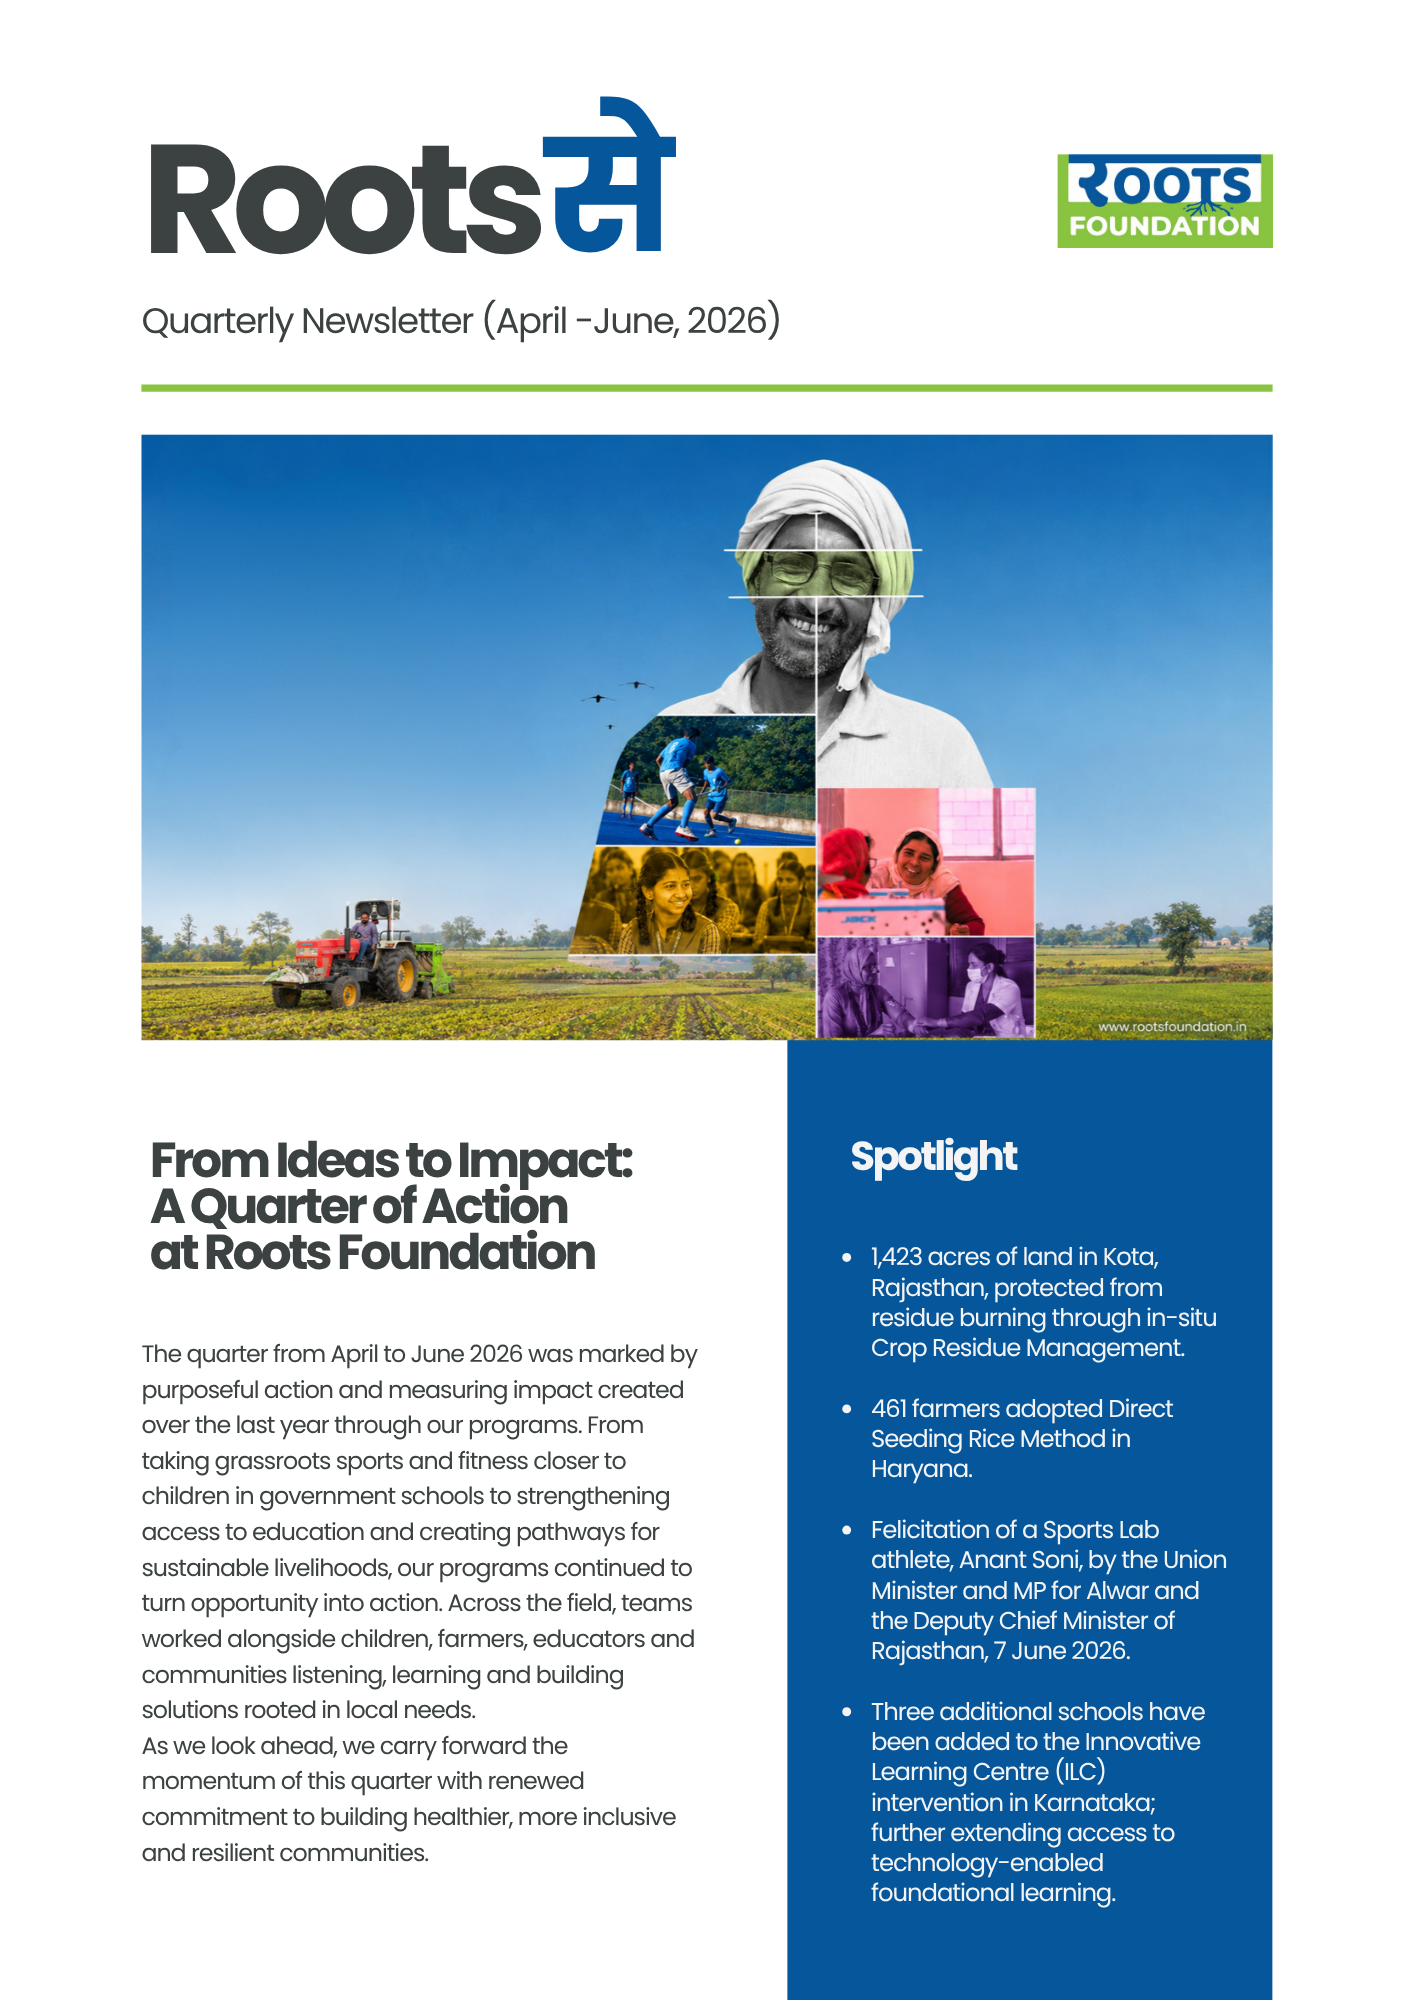 Rootsसे
ROOTS
FOUNDATION
Quarterly Newsletter (April -June, 2026)
JACK
www.rootsfoundation.in
From Ideas to Impact:
A Quarter of Action
at Roots Foundation
The quarter from April to June 2026 was marked by
purposeful action and measuring impact created
over the last year through our programs. From
taking grassroots sports and fitness closer to
children in government schools to strengthening
access to education and creating pathways for
sustainable livelihoods, our programs continued to
turn opportunity into action. Across the field, teams
worked alongside children, farmers, educators and
communities listening, learning and building
solutions rooted in local needs.
As we look ahead, we carry forward the
momentum of this quarter with renewed
commitment to building healthier, more inclusive
and resilient communities.
Spotlight
• 1,423 acres of land in Kota,
Rajasthan, protected from
residue burning through in-situ
Crop Residue Management.
• 461 farmers adopted Direct
Seeding Rice Method in
Haryana.
• Felicitation of a Sports Lab
athlete, Anant Soni, by the Union
Minister and MP for Alwar and
the Deputy Chief Minister of
Rajasthan, 7 June 2026.
• Three additional schools have
been added to the Innovative
Learning Centre (ILC)
intervention in Karnataka;
further extending access to
technology-enabled
foundational learning.